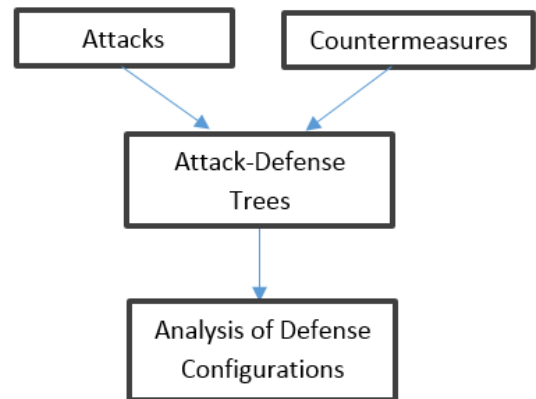 Attacks
Countermeasures
Attack-Defense
Trees
Analysis of Defense
Configurations